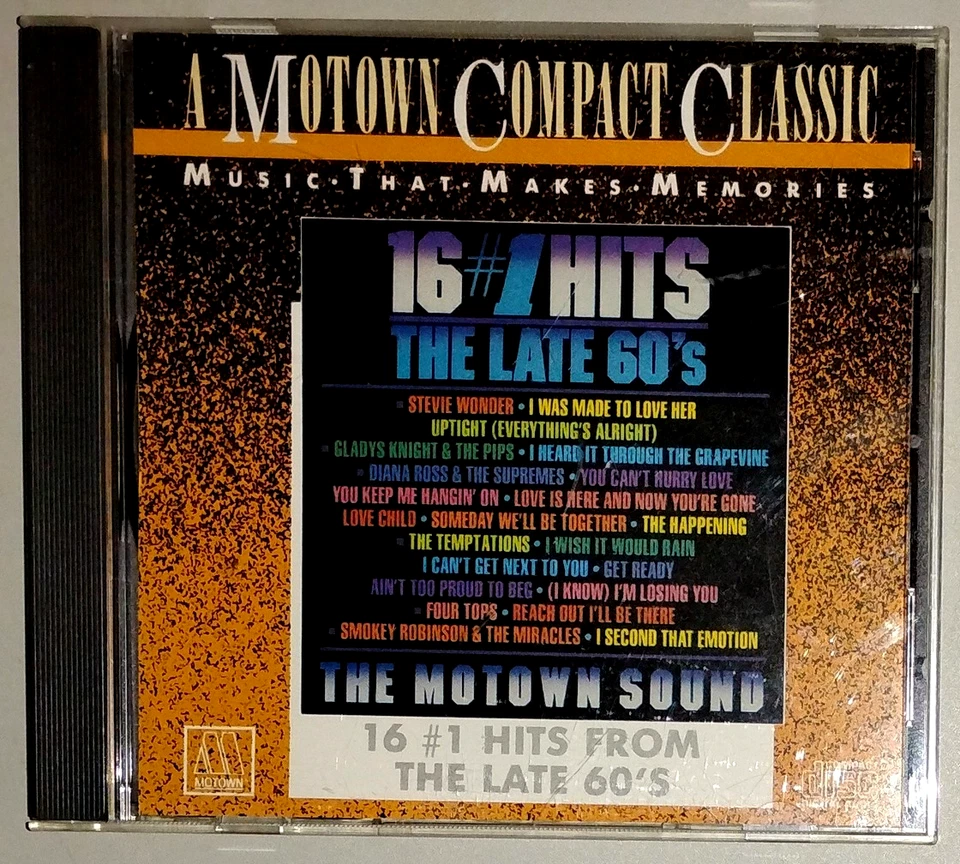 A MOTOWN COMPACT CLASSIC
MUSIC·THAT·MAKES·MEMORIES
16 #1 HITS
THE LATE 60's
STEVIE WONDER • I WAS MADE TO LOVE HER
UPTIGHT (EVERYTHING'S ALRIGHT)
GLADYS KNIGHT & THE PIPS • I HEARD IT THROUGH THE GRAPEVINE
DIANA ROSS & THE SUPREMES • YOU CAN'T HURRY LOVE
YOU KEEP ME HANGIN' ON • LOVE IS HERE AND NOW YOU'RE GONE
LOVE CHILD • SOMEDAY WE'LL BE TOGETHER • THE HAPPENING
THE TEMPTATIONS • I WISH IT WOULD RAIN
I CAN'T GET NEXT TO YOU • GET READY
AIN'T TOO PROUD TO BEG • (I KNOW) I'M LOSING YOU
FOUR TOPS • REACH OUT I'LL BE THERE
SMOKEY ROBINSON & THE MIRACLES • I SECOND THAT EMOTION
THE MOTOWN SOUND
16 #1 HITS FROM
THE LATE 60'S
M
MOTOWN
COMPACT
disc